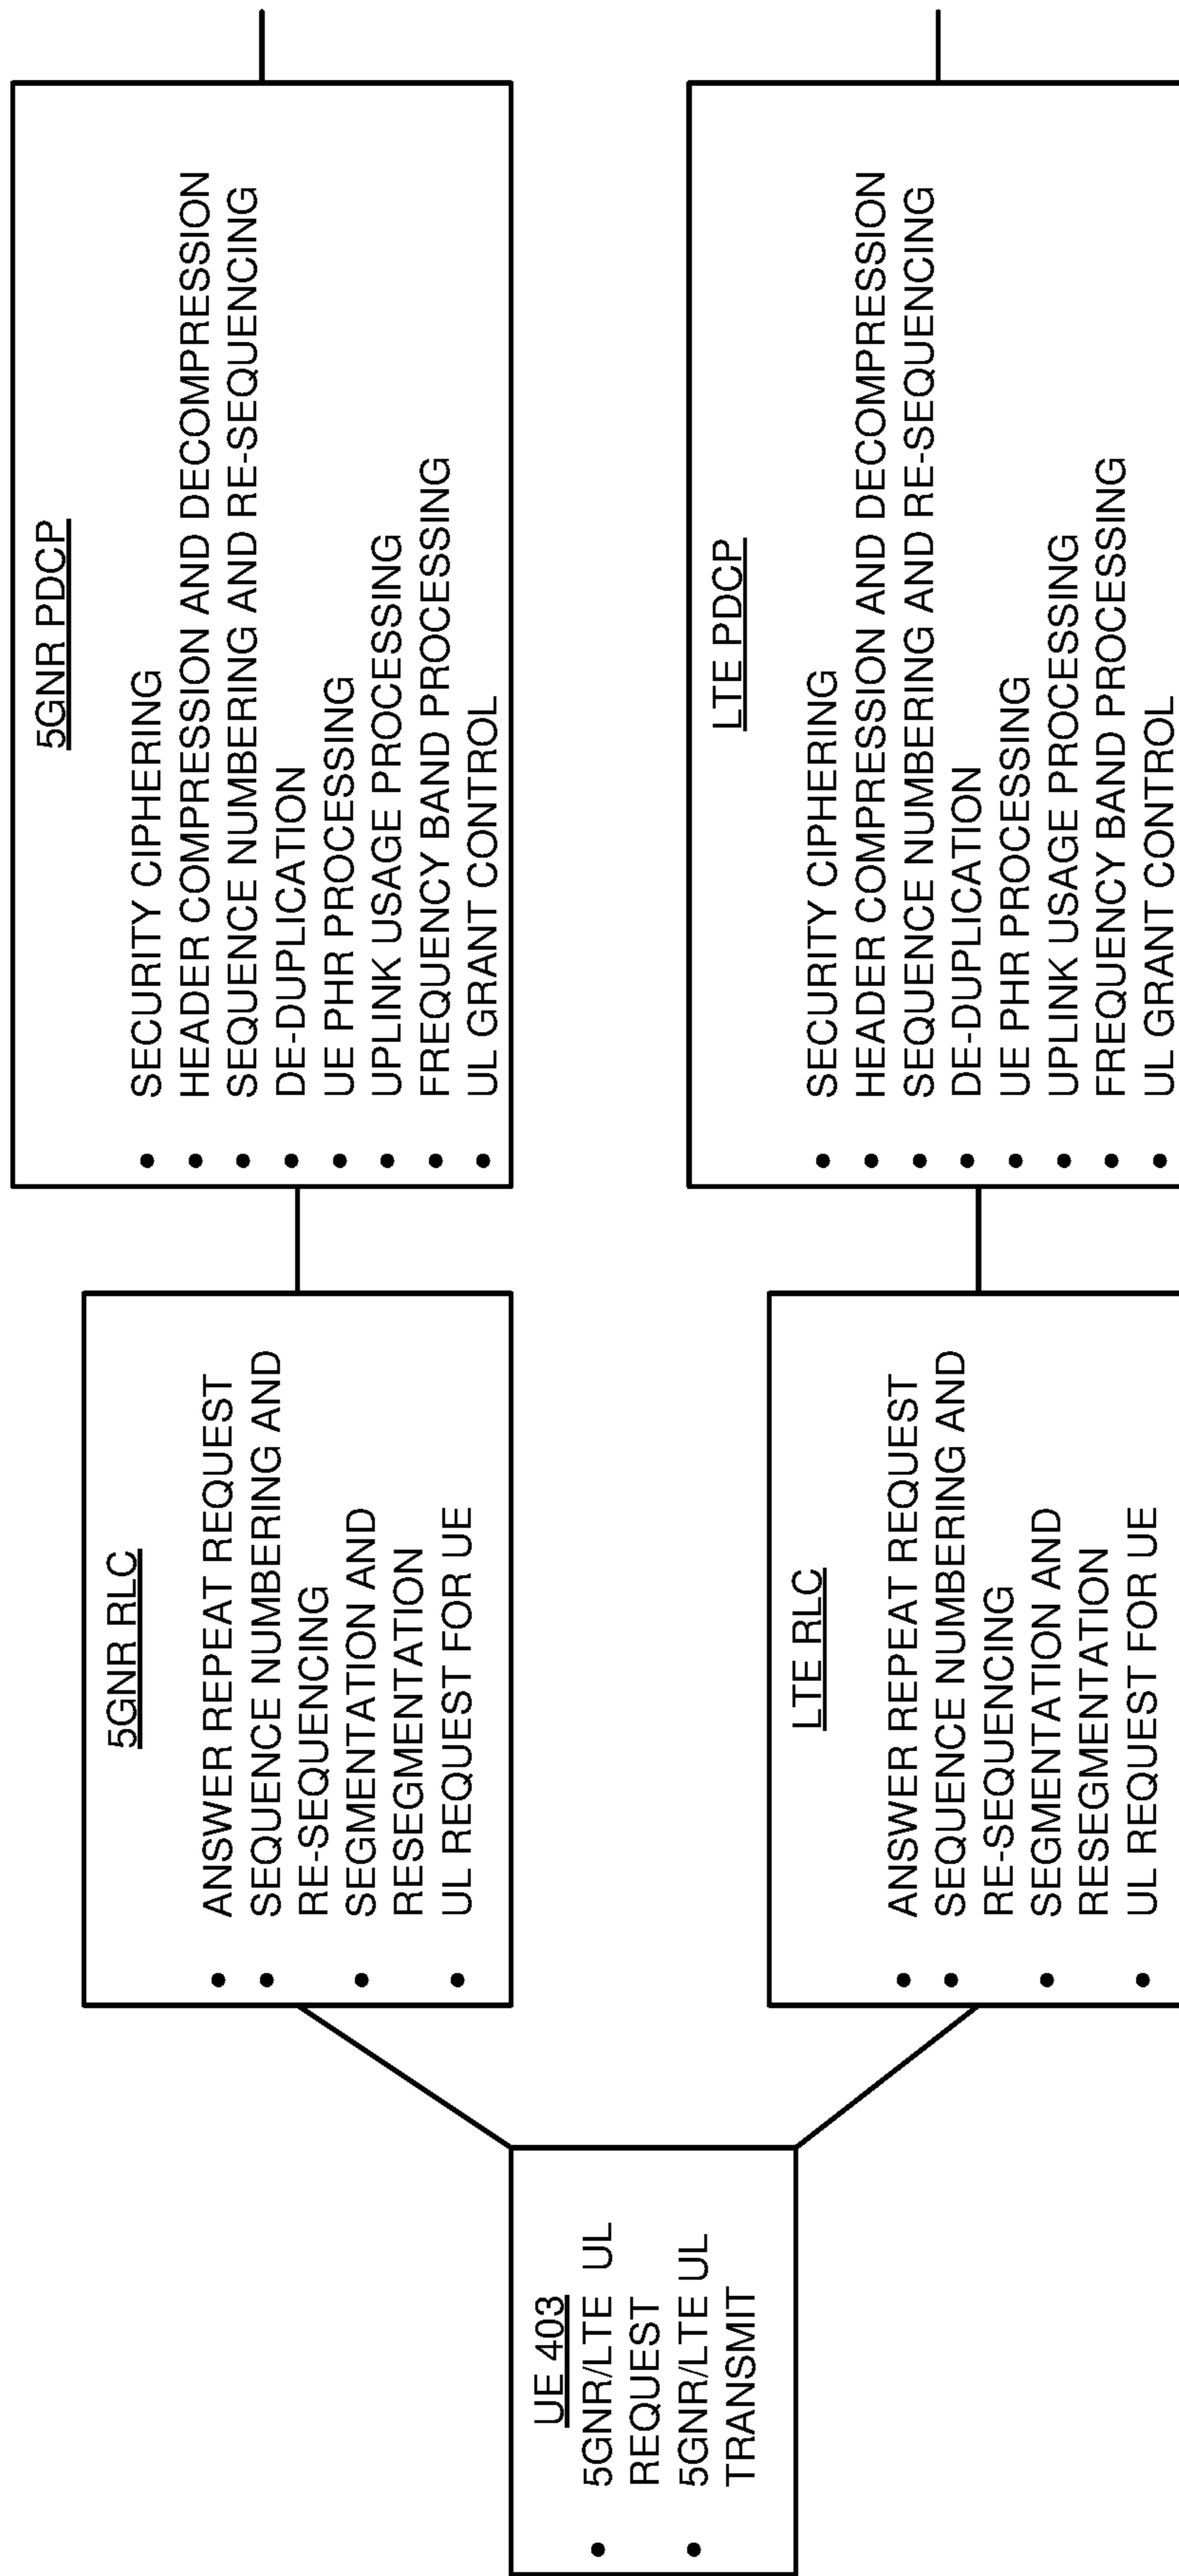 UE 403
• 5GNR/LTE UL
REQUEST
• 5GNR/LTE UL
TRANSMIT
5GNR RLC
• ANSWER REPEAT REQUEST
• SEQUENCE NUMBERING AND
RE-SEQUENCING
• SEGMENTATION AND
RESEGMENTATION
• UL REQUEST FOR UE
5GNR PDCP
• SECURITY CIPHERING
• HEADER COMPRESSION AND DECOMPRESSION
• SEQUENCE NUMBERING AND RE-SEQUENCING
• DE-DUPLICATION
• UE PHR PROCESSING
• UPLINK USAGE PROCESSING
• FREQUENCY BAND PROCESSING
• UL GRANT CONTROL
LTE RLC
• ANSWER REPEAT REQUEST
• SEQUENCE NUMBERING AND
RE-SEQUENCING
• SEGMENTATION AND
RESEGMENTATION
• UL REQUEST FOR UE
LTE PDCP
• SECURITY CIPHERING
• HEADER COMPRESSION AND DECOMPRESSION
• SEQUENCE NUMBERING AND RE-SEQUENCING
• DE-DUPLICATION
• UE PHR PROCESSING
• UPLINK USAGE PROCESSING
• FREQUENCY BAND PROCESSING
• UL GRANT CONTROL